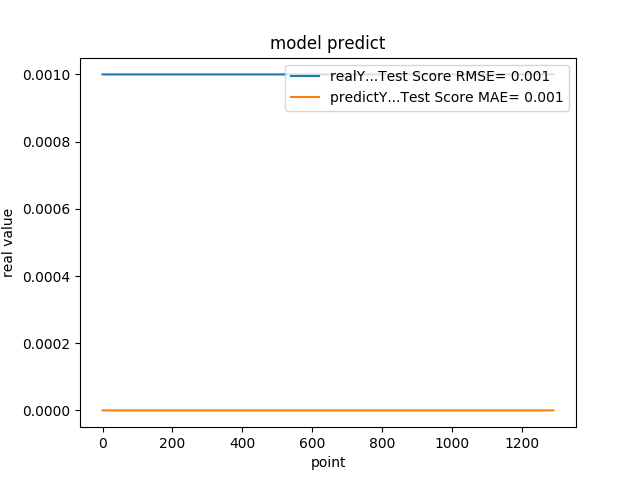 model predict
realY...Test Score RMSE= 0.001
predictY...Test Score MAE= 0.001
real value
0.0010
0.0008
0.0006
0.0004
0.0002
0.0000
0 200 400 600 800 1000 1200
point